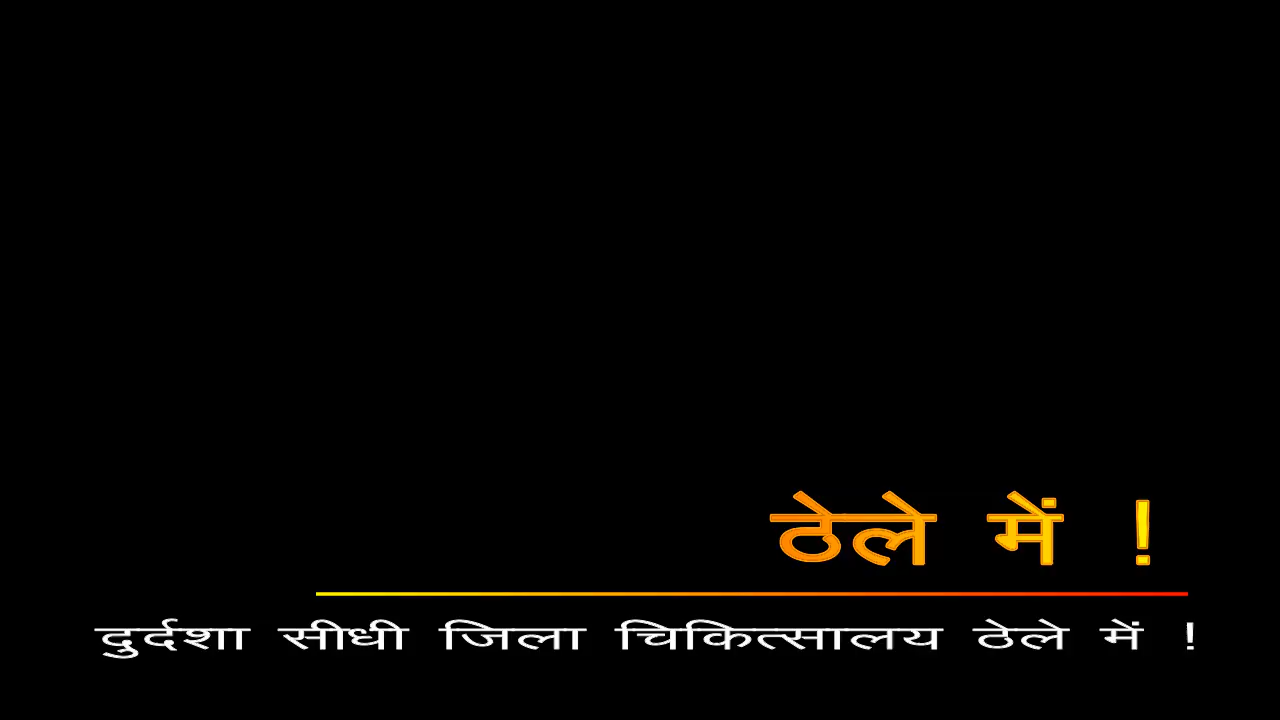 ठेले में !
दुर्दशा सीधी जिला चिकित्सालय ठेले में !